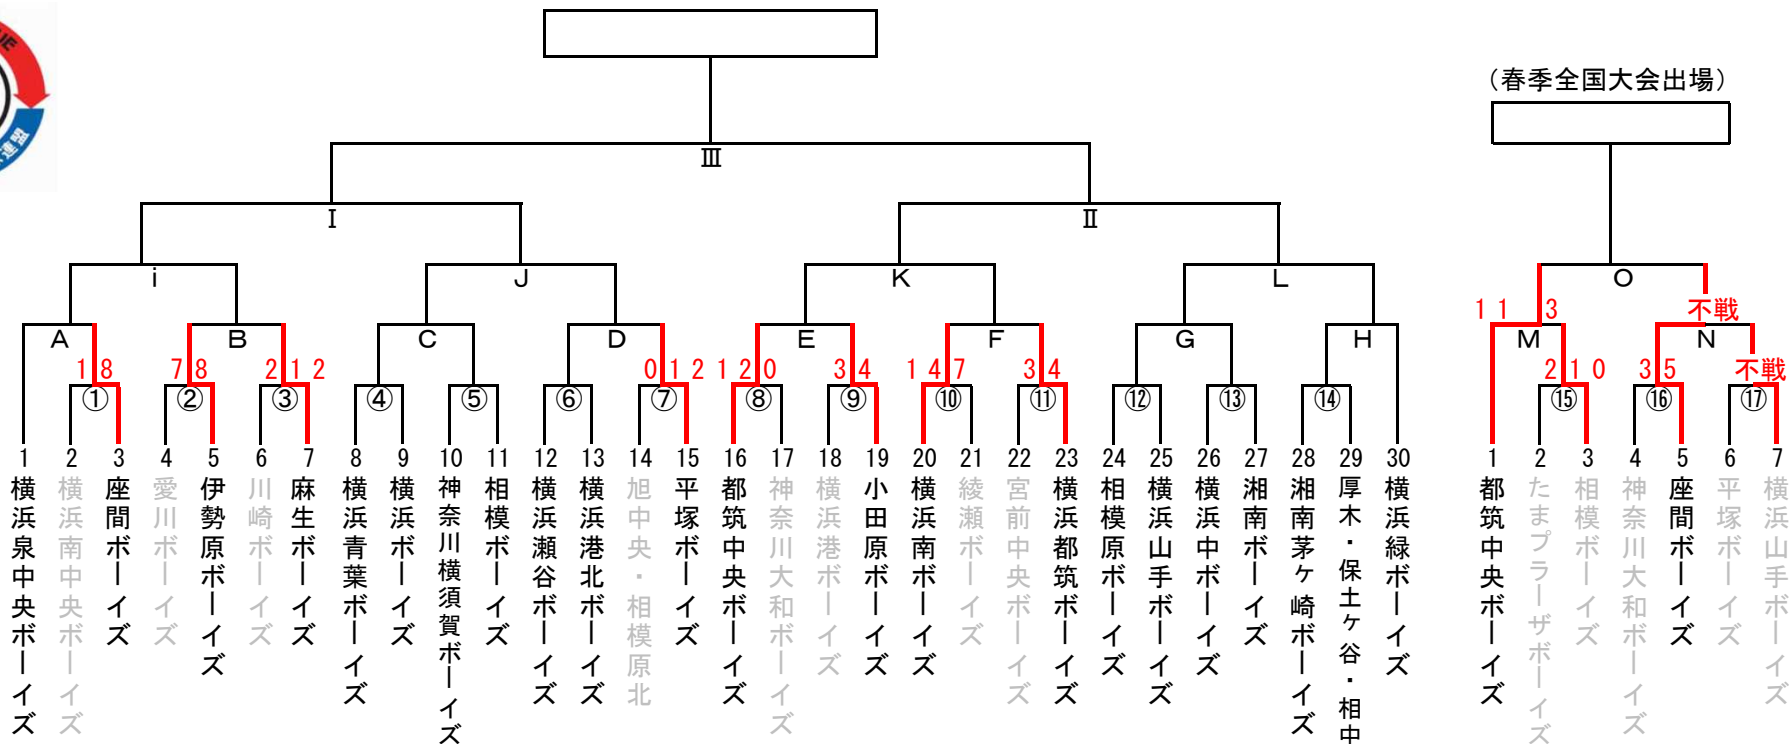 連盟
(春季全国大会出場)
Ⅲ
Ⅰ
Ⅱ
i
J
K
L
O
1 1
3
不戦
A
B
C
D
E
F
G
H
M
N
1 8
7 8
2 1 2
0 1 2
1 2 0
3 4
1 4 7
3 4
2 1 0
3 5
不戦
①
②
③
④
⑤
⑥
⑦
⑧
⑨
⑩
⑪
⑫
⑬
⑭
⑮
⑯
⑰
1 横浜泉中央ボーイズ
2 横浜南中央ボーイズ
3 座間ボーイズ
4 愛川ボーイズ
5 伊勢原ボーイズ
6 川崎ボーイズ
7 麻生ボーイズ
8 横浜青葉ボーイズ
9 横浜ボーイズ
10 神奈川横須賀ボーイズ
11 相模ボーイズ
12 横浜瀬谷ボーイズ
13 横浜港北ボーイズ
14 旭中央・相模原北
15 平塚ボーイズ
16 都筑中央ボーイズ
17 神奈川大和ボーイズ
18 横浜港ボーイズ
19 小田原ボーイズ
20 横浜南ボーイズ
21 綾瀬ボーイズ
22 宮前中央ボーイズ
23 横浜都筑ボーイズ
24 相模原ボーイズ
25 横浜山手ボーイズ
26 横浜中ボーイズ
27 湘南ボーイズ
28 湘南茅ヶ崎ボーイズ
29 厚木・保土ヶ谷・相中
30 横浜緑ボーイズ
1 都筑中央ボーイズ
2 たまプラーザボーイズ
3 相模ボーイズ
4 神奈川大和ボーイズ
5 座間ボーイズ
6 平塚ボーイズ
7 横浜山手ボーイズ